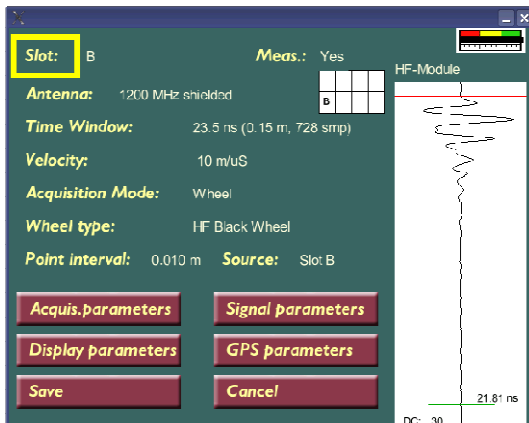 Slot: B Meas.: Yes
HF-Module
Antenna: 1200 MHz shielded
B
Time Window: 23.5 ns (0.15 m, 728 smp)
Velocity: 10 m/uS
Acquisition Mode: Wheel
Wheel type: HF Black Wheel
Point interval: 0.010 m Source: Slot B
Acquis.parameters Signal parameters
Display parameters GPS parameters
Save Cancel
21.81 ns
DC: 30